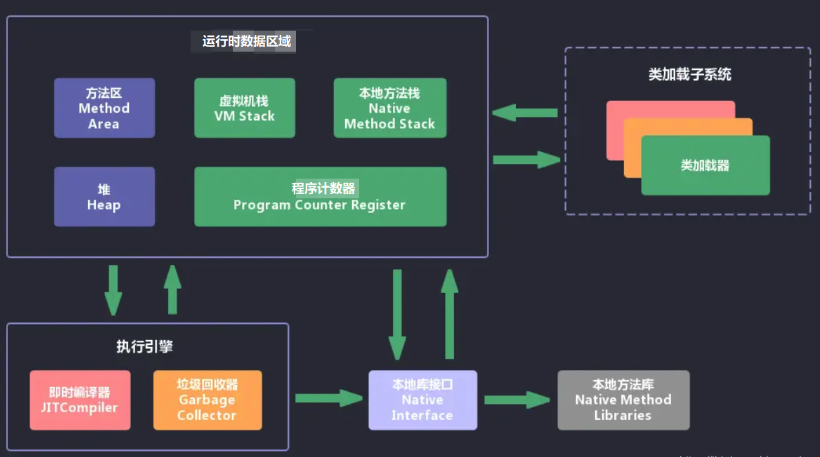 运行时数据区域
类加载子系统
方法区
Method
Area
虚拟机栈
VM Stack
本地方法栈
Native
Method Stack
类加载器
堆
Heap
程序计数器
Program Counter Register
执行引擎
即时编译器
JITCompiler
垃圾回收器
Garbage
Collector
本地库接口
Native
Interface
本地方法库
Native Method
Libraries